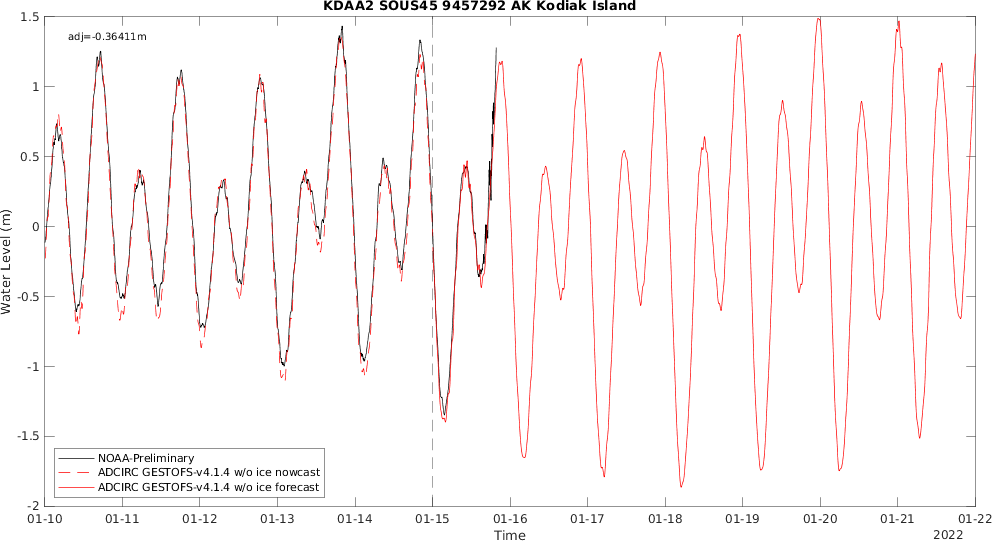 KDAA2 SOUS45 9457292 AK Kodiak Island
adj=-0.36411m
1.5
1
0.5
0
-0.5
-1
-1.5
-2
Water Level (m)
NOAA-Preliminary
ADCIRC GESTOFS-v4.1.4 w/o ice nowcast
ADCIRC GESTOFS-v4.1.4 w/o ice forecast
01-10 01-11 01-12 01-13 01-14 01-15 01-16 01-17 01-18 01-19 01-20 01-21 01-22
Time
2022